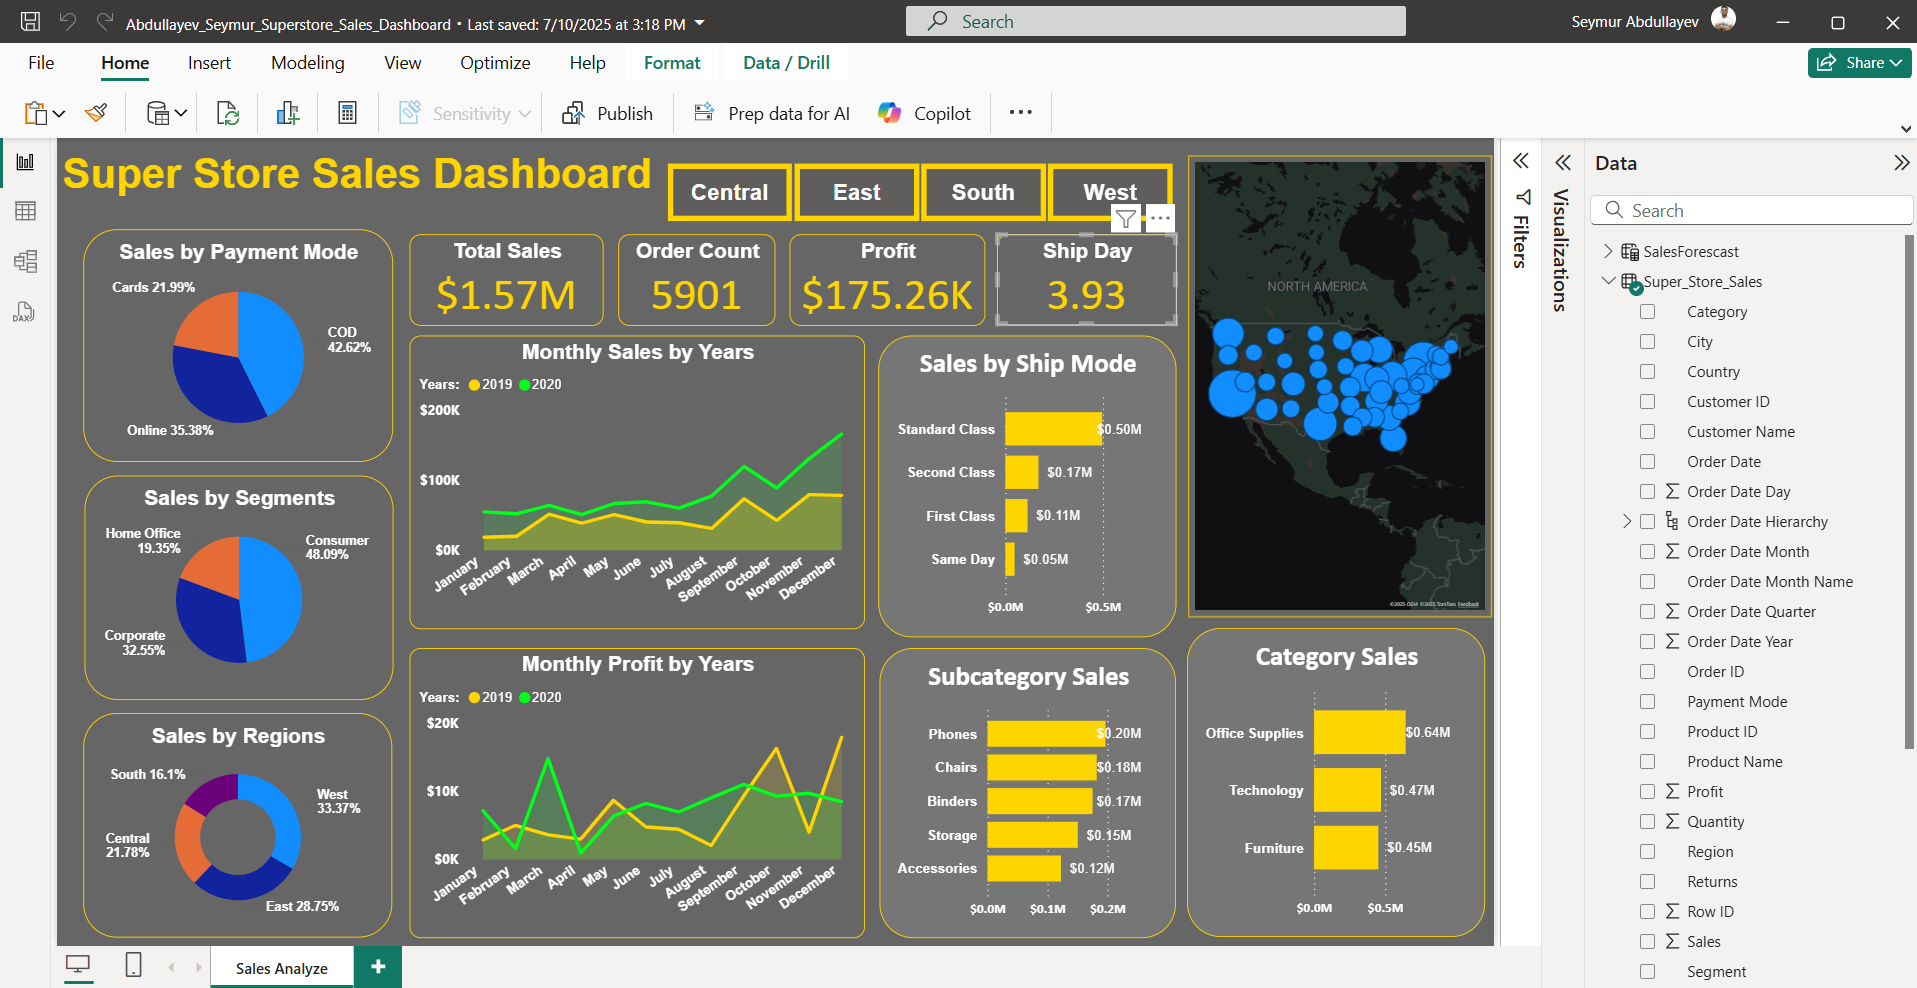 Abdullayev_Seymur_Superstore_Sales_Dashboard • Last saved: 7/10/2025 at 3:18 PM
Search
Seymur Abdullayev
File
Home
Insert
Modeling
View
Optimize
Help
Format
Data / Drill
Share
Sensitivity
Publish
Prep data for AI
Copilot
DAX
Super Store Sales Dashboard
Central
East
South
West
Sales by Payment Mode
Cards 21.99%
COD
42.62%
Online 35.38%
Total Sales
$1.57M
Order Count
5901
Profit
$175.26K
Ship Day
3.93
Monthly Sales by Years
Years:
2019
2020
$200K
$100K
$0K
January
February
March
April
May
June
July
August
September
October
November
December
Sales by Ship Mode
Standard Class
$0.50M
Second Class
$0.17M
First Class
$0.11M
Same Day
$0.05M
$0.0M
$0.5M
NORTH AMERICA
©2025 OSM ©2025 TomTom Feedback
Sales by Segments
Home Office
19.35%
Consumer
48.09%
Corporate
32.55%
Sales by Regions
South 16.1%
West
33.37%
Central
21.78%
East 28.75%
Monthly Profit by Years
Years:
2019
2020
$20K
$10K
$0K
January
February
March
April
May
June
July
August
September
October
November
December
Subcategory Sales
Phones
$0.20M
Chairs
$0.18M
Binders
$0.17M
Storage
$0.15M
Accessories
$0.12M
$0.0M
$0.1M
$0.2M
Category Sales
Office Supplies
$0.64M
Technology
$0.47M
Furniture
$0.45M
$0.0M
$0.5M
Filters
Visualizations
Data
Search
SalesForescast
Super_Store_Sales
Category
City
Country
Customer ID
Customer Name
Order Date
Order Date Day
Order Date Hierarchy
Order Date Month
Order Date Month Name
Order Date Quarter
Order Date Year
Order ID
Payment Mode
Product ID
Product Name
Profit
Quantity
Region
Returns
Row ID
Sales
Segment
Sales Analyze